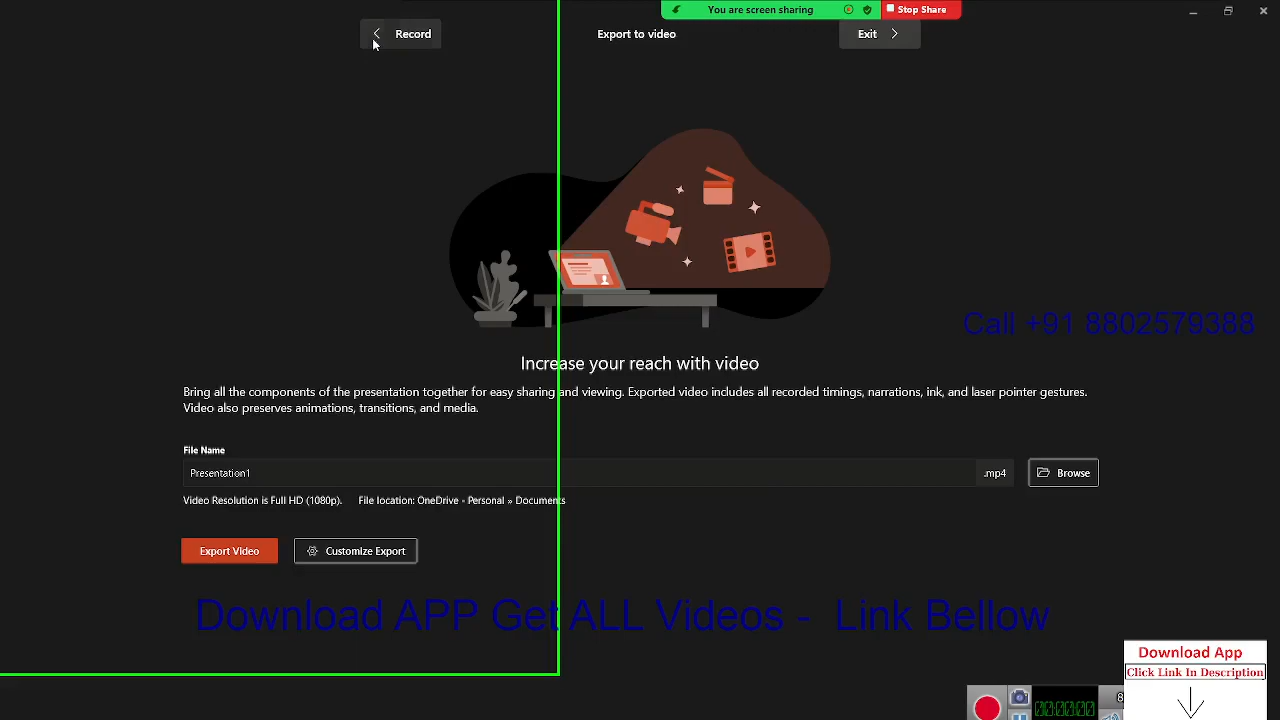 You are screen sharing
Stop Share
Record
Export to video
Exit
Call +91 8802579388
Increase your reach with video
Bring all the components of the presentation together for easy sharing and viewing. Exported video includes all recorded timings, narrations, ink, and laser pointer gestures.
Video also preserves animations, transitions, and media.
File Name
Presentation1
.mp4
Browse
Video Resolution is Full HD (1080p).
File location: OneDrive - Personal » Documents
Export Video
Customize Export
Download APP Get ALL Videos - Link Bellow
Download App
Click Link In Description
00:00:00
8